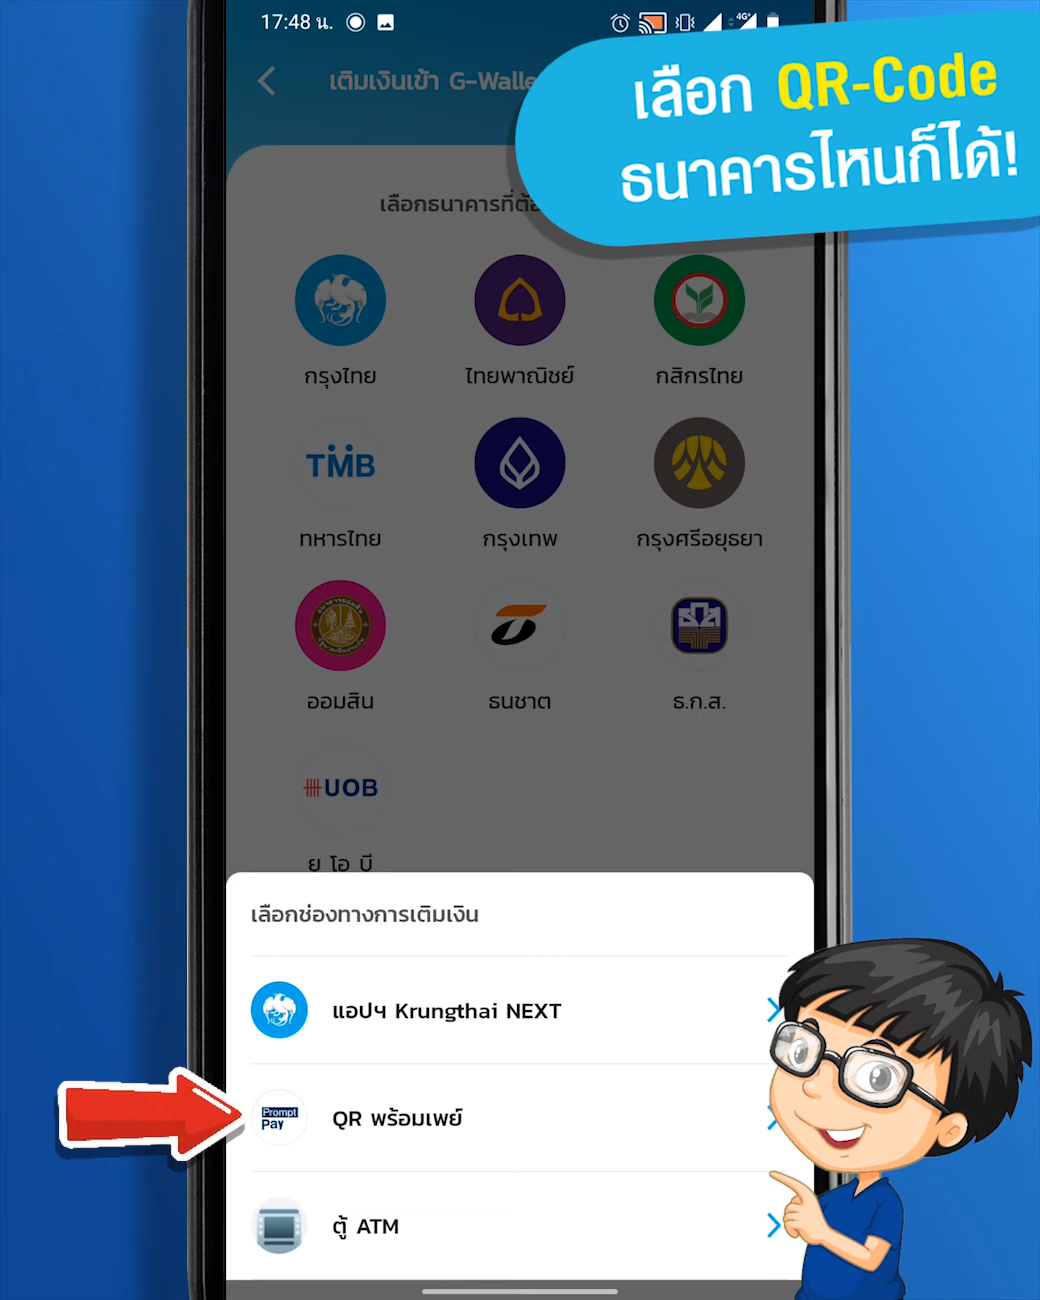 17:48 น.
4G+
เติมเงินเข้า G-Walle
เลือก QR-Code
ธนาคารไหนก็ได้!
เลือกธนาคารที่ต้อ
กรุงไทย
ไทยพาณิชย์
กสิกรไทย
TMB
ทหารไทย
กรุงเทพ
กรุงศรีอยุธยา
ออมสิน
ธนชาต
ธ.ก.ส.
UOB
ย โอ บี
เลือกช่องทางการเติมเงิน
แอปฯ Krungthai NEXT
Prompt
Pay
QR พร้อมเพย์
ตู้ ATM